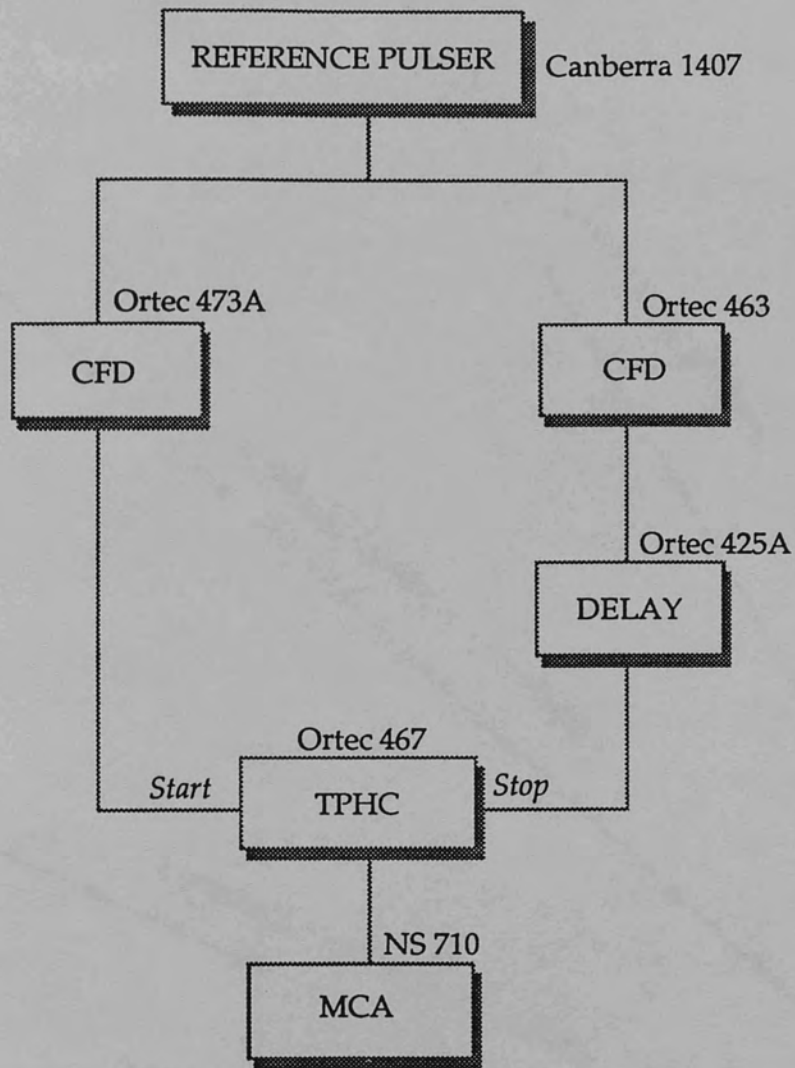 REFERENCE PULSER
Canberra 1407
Ortec 473A
Ortec 463
CFD
CFD
Ortec 425A
DELAY
Ortec 467
Start
TPHC
Stop
NS 710
MCA